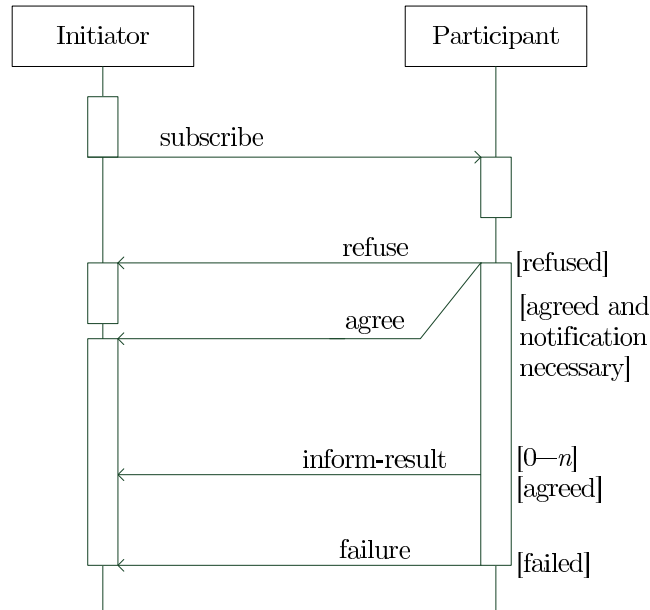 Initiator
Participant
subscribe
refuse
[refused]
agree
[agreed and
notification
necessary]
inform-result
[0—n]
[agreed]
failure
[failed]